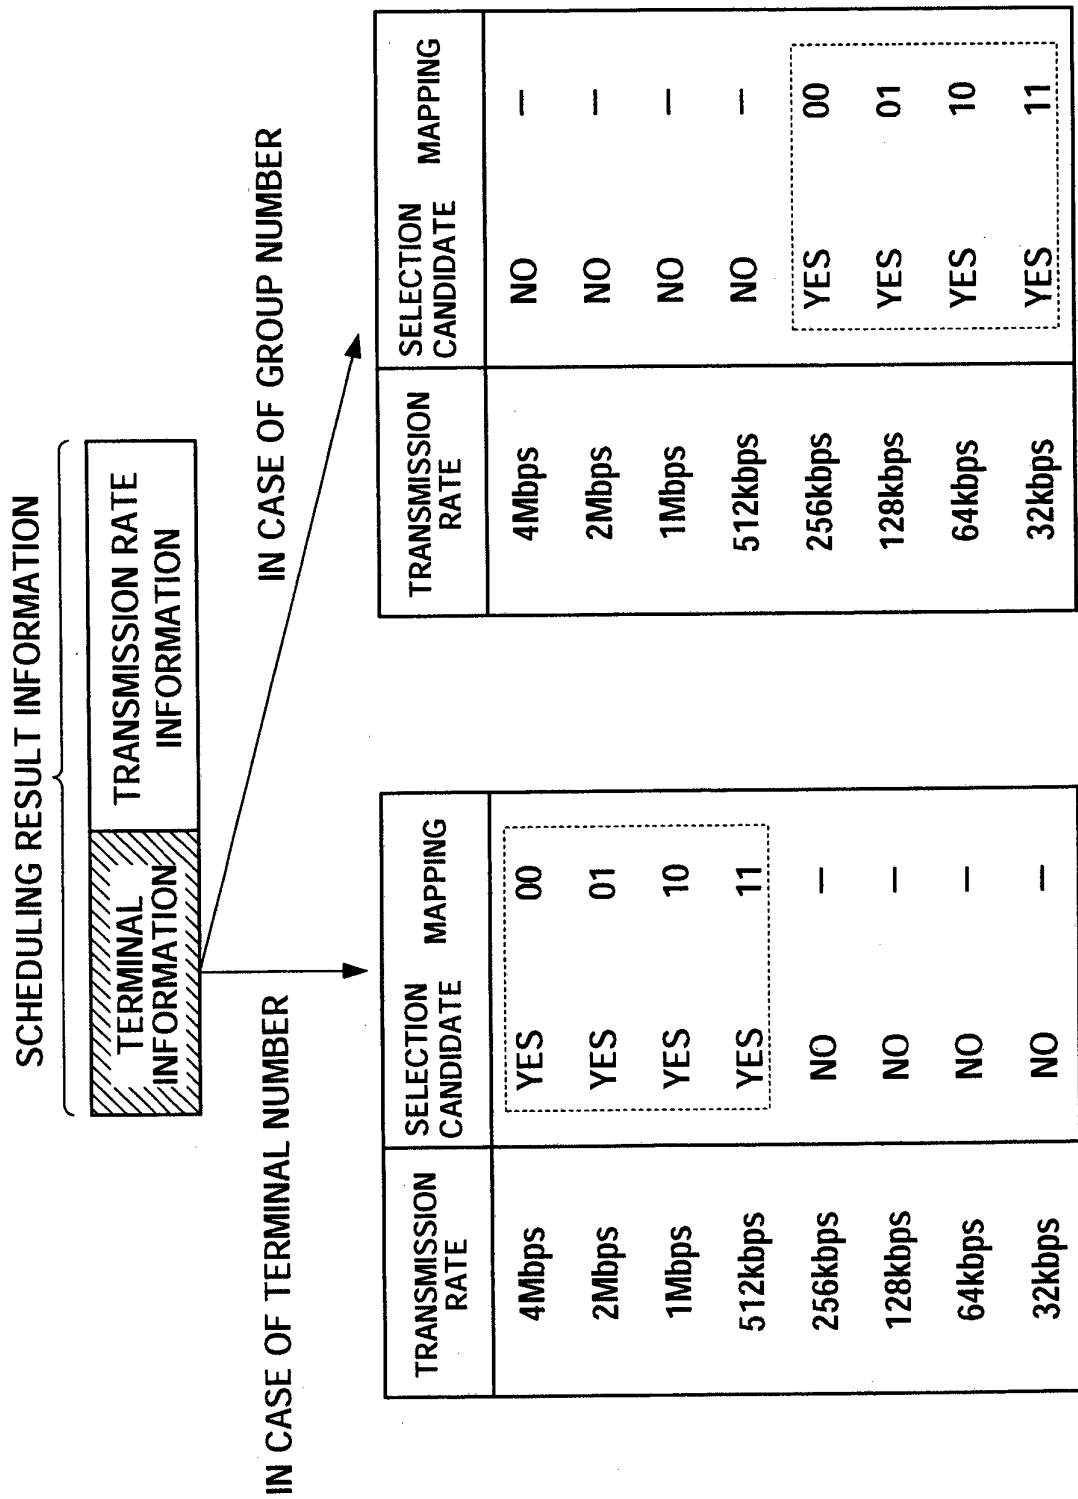 SCHEDULING RESULT INFORMATION
TERMINAL
INFORMATION
TRANSMISSION RATE
INFORMATION
IN CASE OF TERMINAL NUMBER
TRANSMISSION
RATE
SELECTION
CANDIDATE
MAPPING
4Mbps YES 00
2Mbps YES 01
1Mbps YES 10
512kbps YES 11
256kbps NO —
128kbps NO —
64kbps NO —
32kbps NO —
IN CASE OF GROUP NUMBER
TRANSMISSION
RATE
SELECTION
CANDIDATE
MAPPING
4Mbps NO —
2Mbps NO —
1Mbps NO —
512kbps NO —
256kbps YES 00
128kbps YES 01
64kbps YES 10
32kbps YES 11